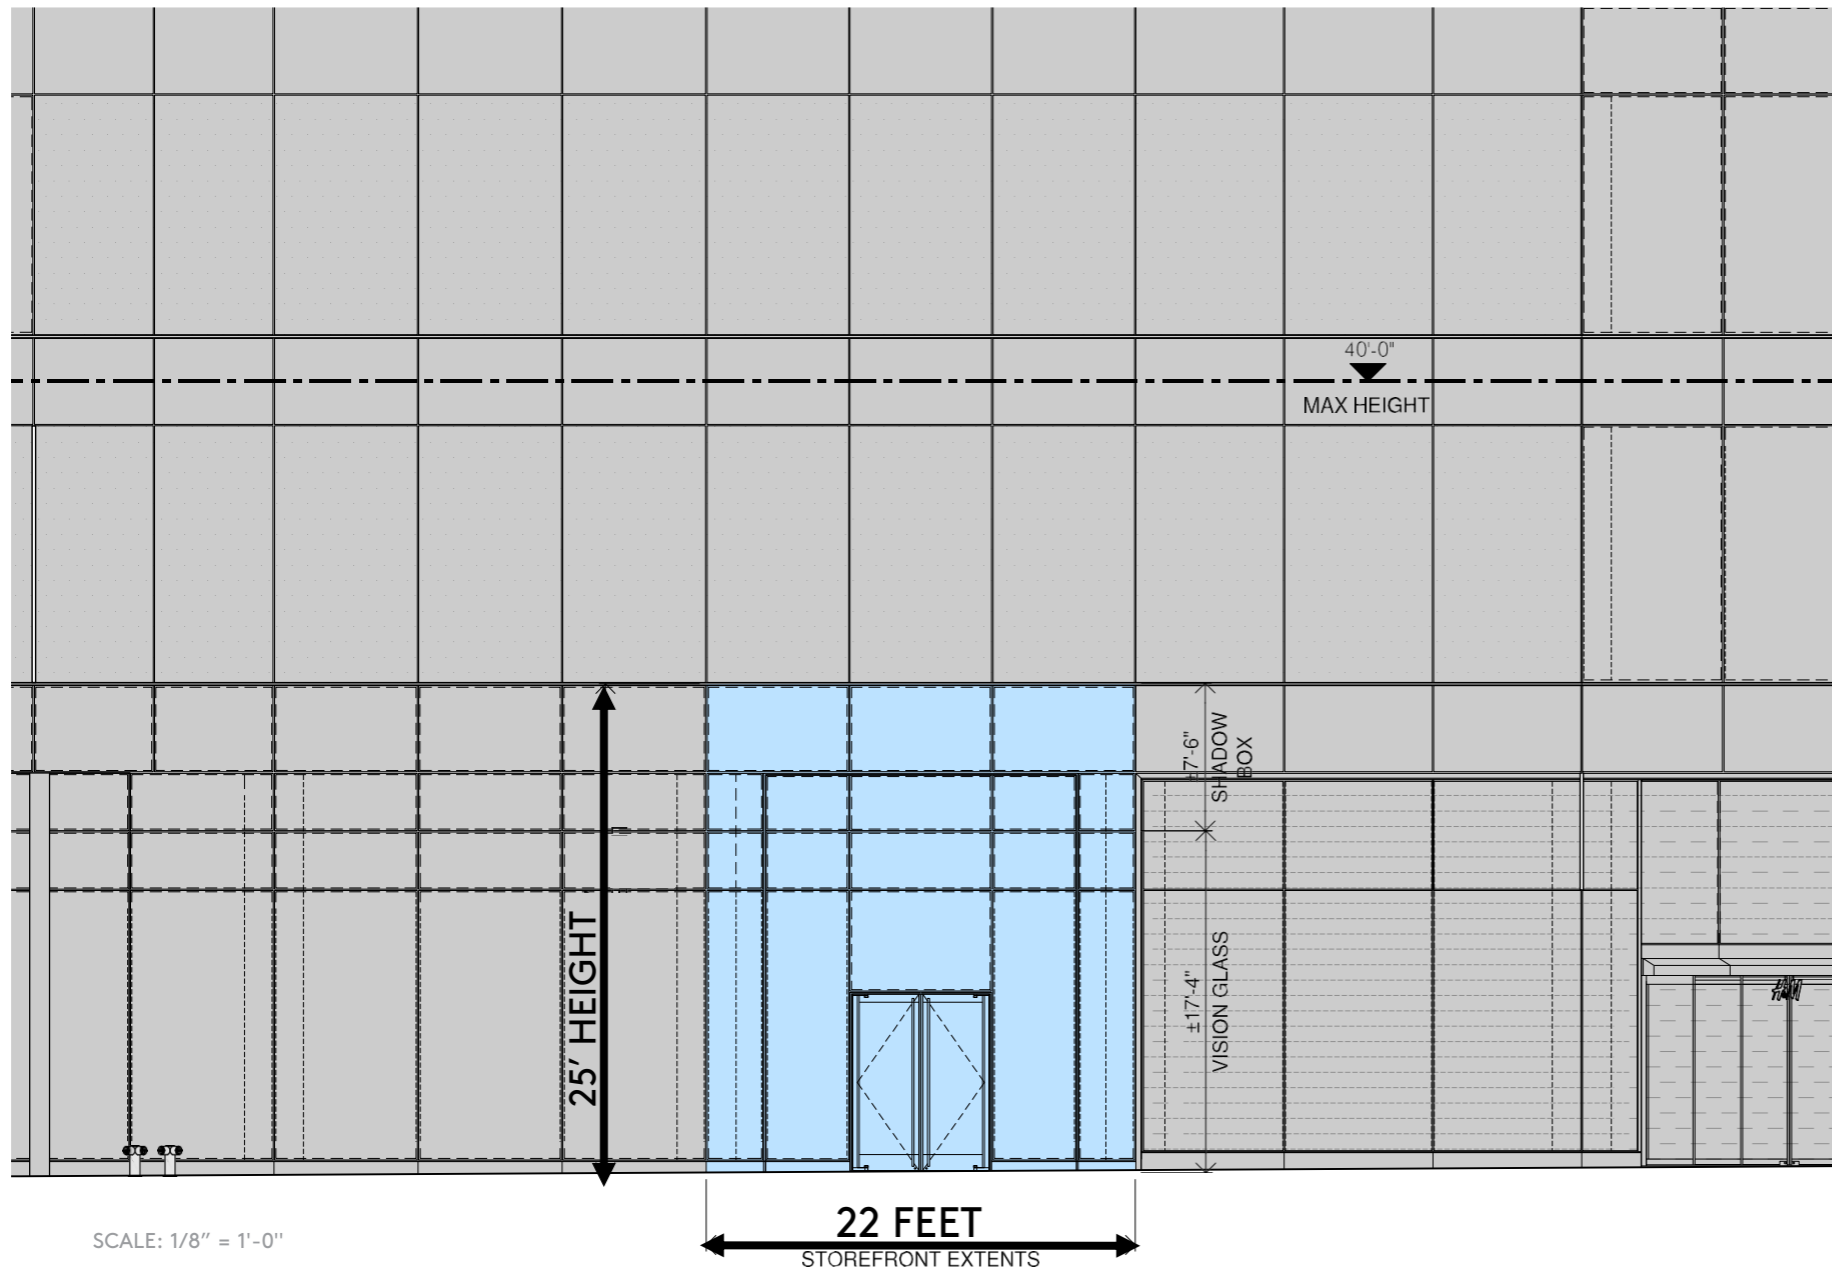 40'-0"
MAX HEIGHT
±7'-6"
SHADOW
BOX
25' HEIGHT
±17'-4"
VISION GLASS
H&M
22 FEET
STOREFRONT EXTENTS
SCALE: 1/8" = 1'-0"